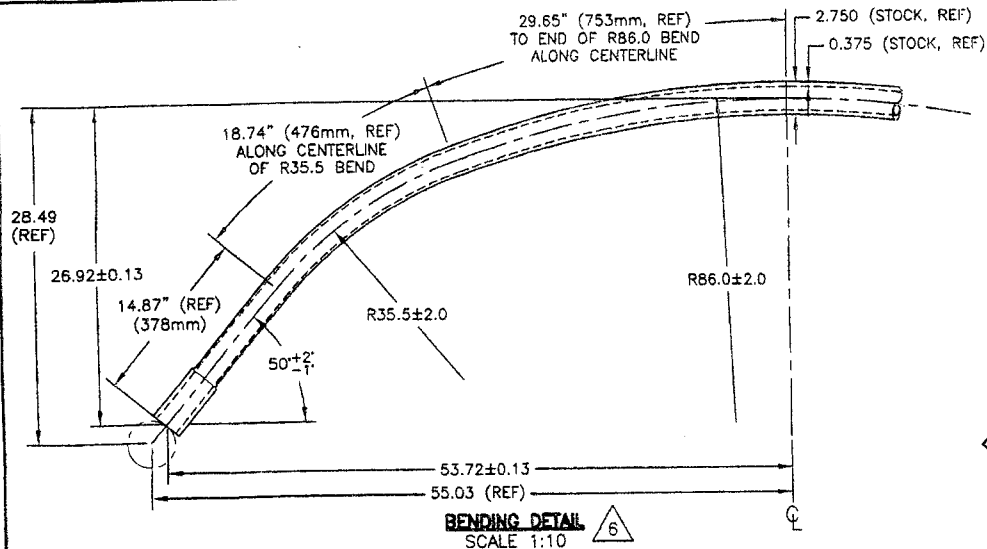 29.65" (753mm, REF)
TO END OF R86.0 BEND
ALONG CENTERLINE
2.750 (STOCK, REF)
0.375 (STOCK, REF)
18.74" (476mm, REF)
ALONG CENTERLINE
OF R35.5 BEND
28.49
(REF)
26.92±0.13
14.87" (REF)
(378mm)
R35.5±2.0
R86.0±2.0
50°+2°
-1°
53.72±0.13
55.03 (REF)
℄
BENDING DETAIL
6
SCALE 1:10